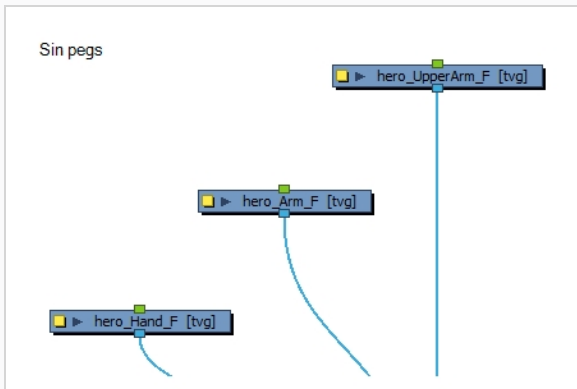 Sin pegs
hero_UpperArm_F [tvg]
hero_Arm_F [tvg]
hero_Hand_F [tvg]